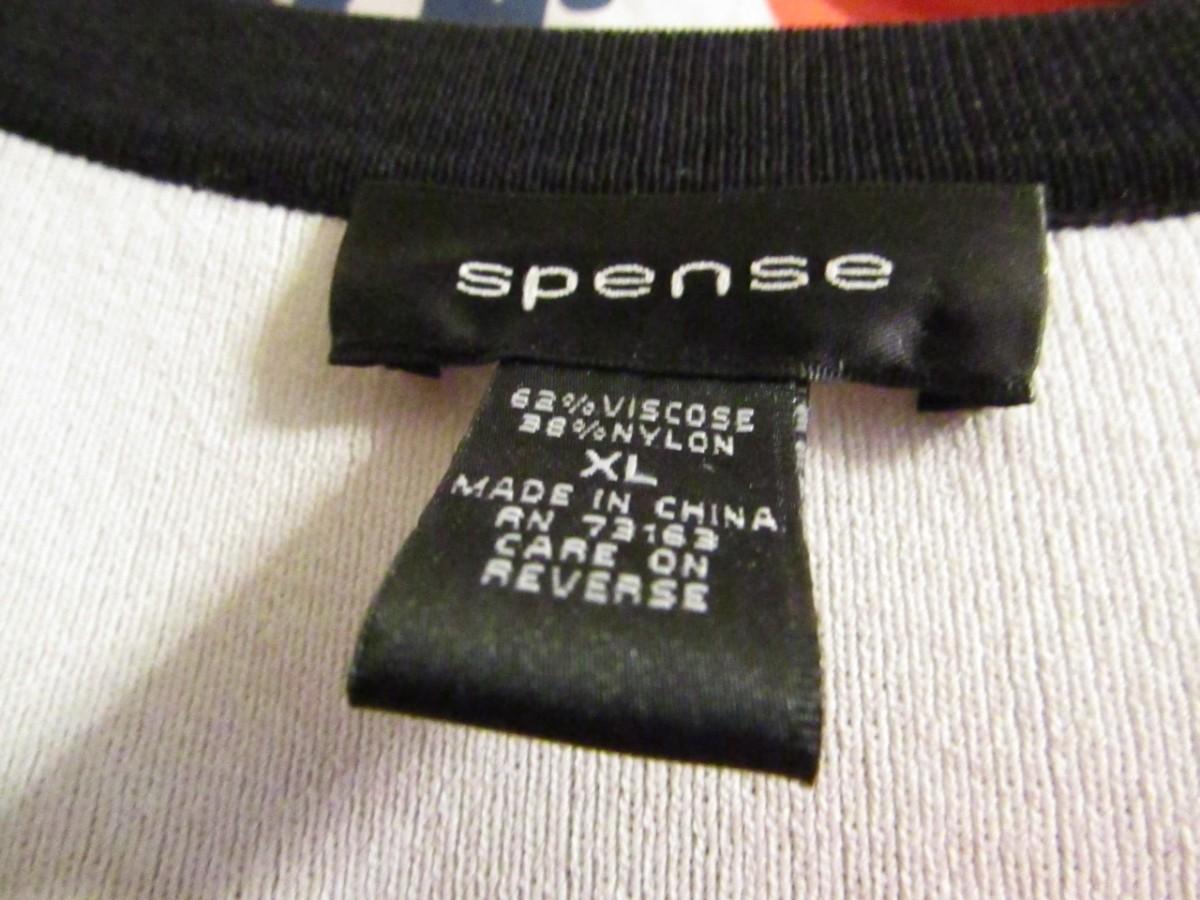 spense
62%VISCOSE
38%NYLON
XL
MADE IN CHINA
RN 73163
CARE ON
REVERSE